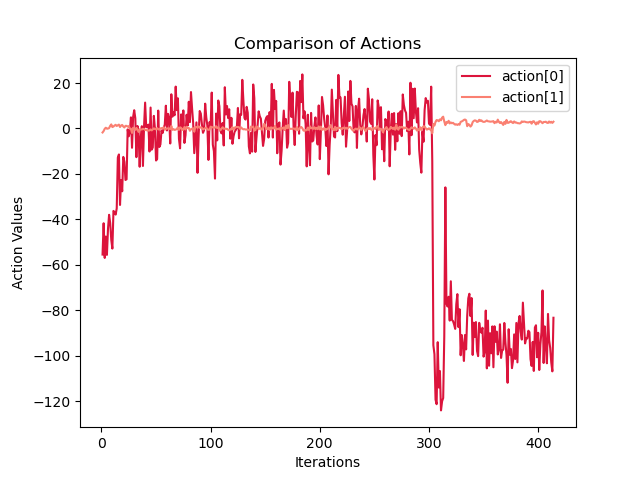 Comparison of Actions
action[0]
action[1]
20
0
−20
−40
−60
−80
−100
−120
Action Values
0 100 200 300 400
Iterations